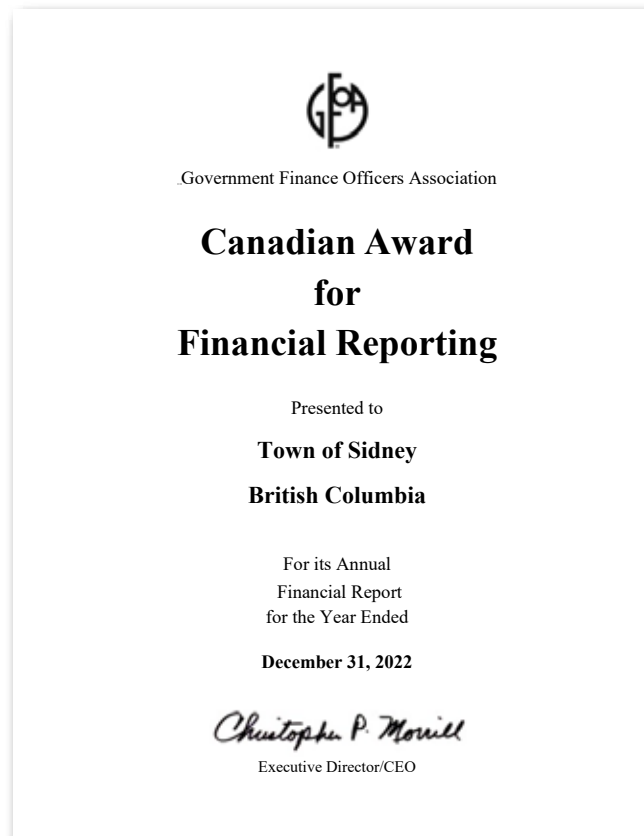 GFOA
Government Finance Officers Association
Canadian Award
for
Financial Reporting
Presented to
Town of Sidney
British Columbia
For its Annual
Financial Report
for the Year Ended
December 31, 2022
Christopher P. Morrill
Executive Director/CEO